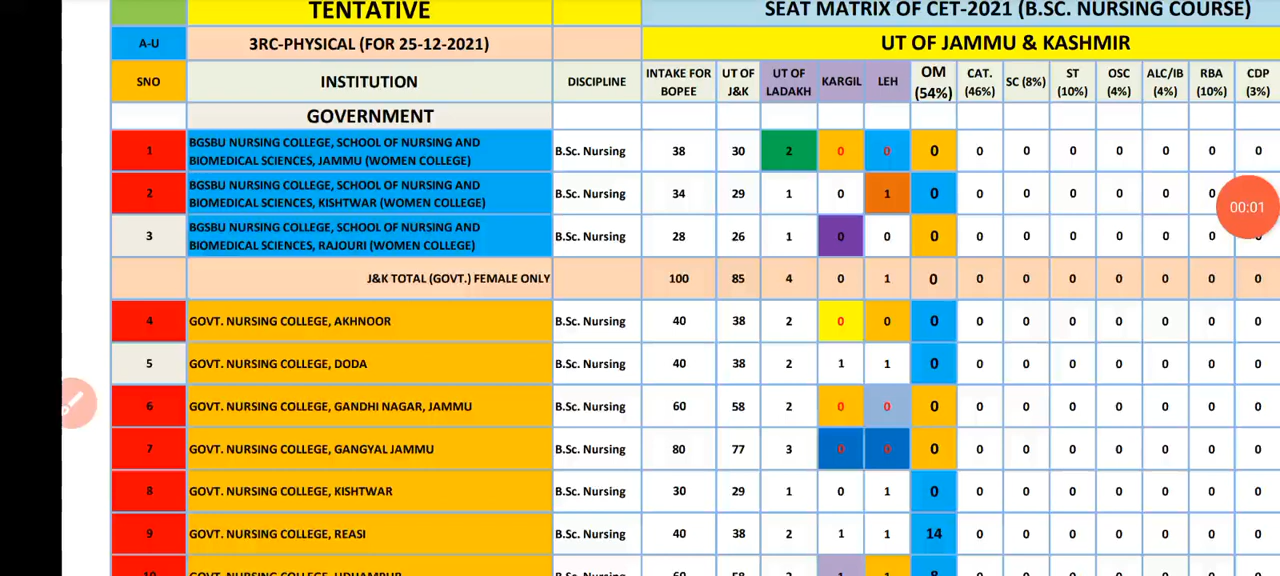 TENTATIVE SEAT MATRIX OF CET-2021 (B.SC. NURSING COURSE)
A-U 3RC-PHYSICAL (FOR 25-12-2021) UT OF JAMMU & KASHMIR
SNO INSTITUTION DISCIPLINE INTAKE FOR BOPEE UT OF J&K UT OF LADAKH KARGIL LEH OM (54%) CAT. (46%) SC (8%) ST (10%) OSC (4%) ALC/IB (4%) RBA (10%) CDP (3%)
GOVERNMENT
1 BGSBU NURSING COLLEGE, SCHOOL OF NURSING AND
BIOMEDICAL SCIENCES, JAMMU (WOMEN COLLEGE) B.Sc. Nursing 38 30 2 0 0 0 0 0 0 0 0 0 0
2 BGSBU NURSING COLLEGE, SCHOOL OF NURSING AND
BIOMEDICAL SCIENCES, KISHTWAR (WOMEN COLLEGE) B.Sc. Nursing 34 29 1 0 1 0 0 0 0 0 0 0
00:01
3 BGSBU NURSING COLLEGE, SCHOOL OF NURSING AND
BIOMEDICAL SCIENCES, RAJOURI (WOMEN COLLEGE) B.Sc. Nursing 28 26 1 0 0 0 0 0 0 0 0 0
J&K TOTAL (GOVT.) FEMALE ONLY 100 85 4 0 1 0 0 0 0 0 0 0 0
4 GOVT. NURSING COLLEGE, AKHNOOR B.Sc. Nursing 40 38 2 0 0 0 0 0 0 0 0 0 0
5 GOVT. NURSING COLLEGE, DODA B.Sc. Nursing 40 38 2 1 1 0 0 0 0 0 0 0 0
6 GOVT. NURSING COLLEGE, GANDHI NAGAR, JAMMU B.Sc. Nursing 60 58 2 0 0 0 0 0 0 0 0 0 0
7 GOVT. NURSING COLLEGE, GANGYAL JAMMU B.Sc. Nursing 80 77 3 0 0 0 0 0 0 0 0 0 0
8 GOVT. NURSING COLLEGE, KISHTWAR B.Sc. Nursing 30 29 1 0 1 0 0 0 0 0 0 0 0
9 GOVT. NURSING COLLEGE, REASI B.Sc. Nursing 40 38 2 1 1 14 0 0 0 0 0 0 0